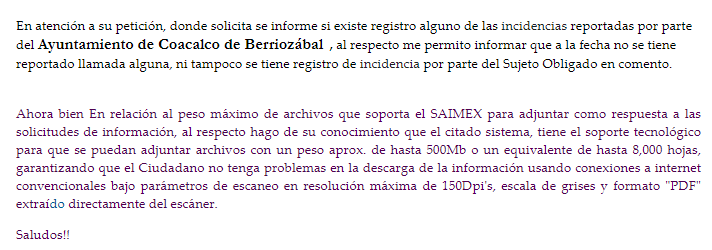 En atención a su petición, donde solicita se informe si existe registro alguno de las incidencias reportadas por parte
del Ayuntamiento de Coacalco de Berriozábal , al respecto me permito informar que a la fecha no se tiene
reportado llamada alguna, ni tampoco se tiene registro de incidencia por parte del Sujeto Obligado en comento.
Ahora bien En relación al peso máximo de archivos que soporta el SAIMEX para adjuntar como respuesta a las
solicitudes de información, al respecto hago de su conocimiento que el citado sistema, tiene el soporte tecnológico
para que se puedan adjuntar archivos con un peso aprox. de hasta 500Mb o un equivalente de hasta 8,000 hojas,
garantizando que el Ciudadano no tenga problemas en la descarga de la información usando conexiones a internet
convencionales bajo parámetros de escaneo en resolución máxima de 150Dpi's, escala de grises y formato "PDF"
extraído directamente del escáner.
Saludos!!